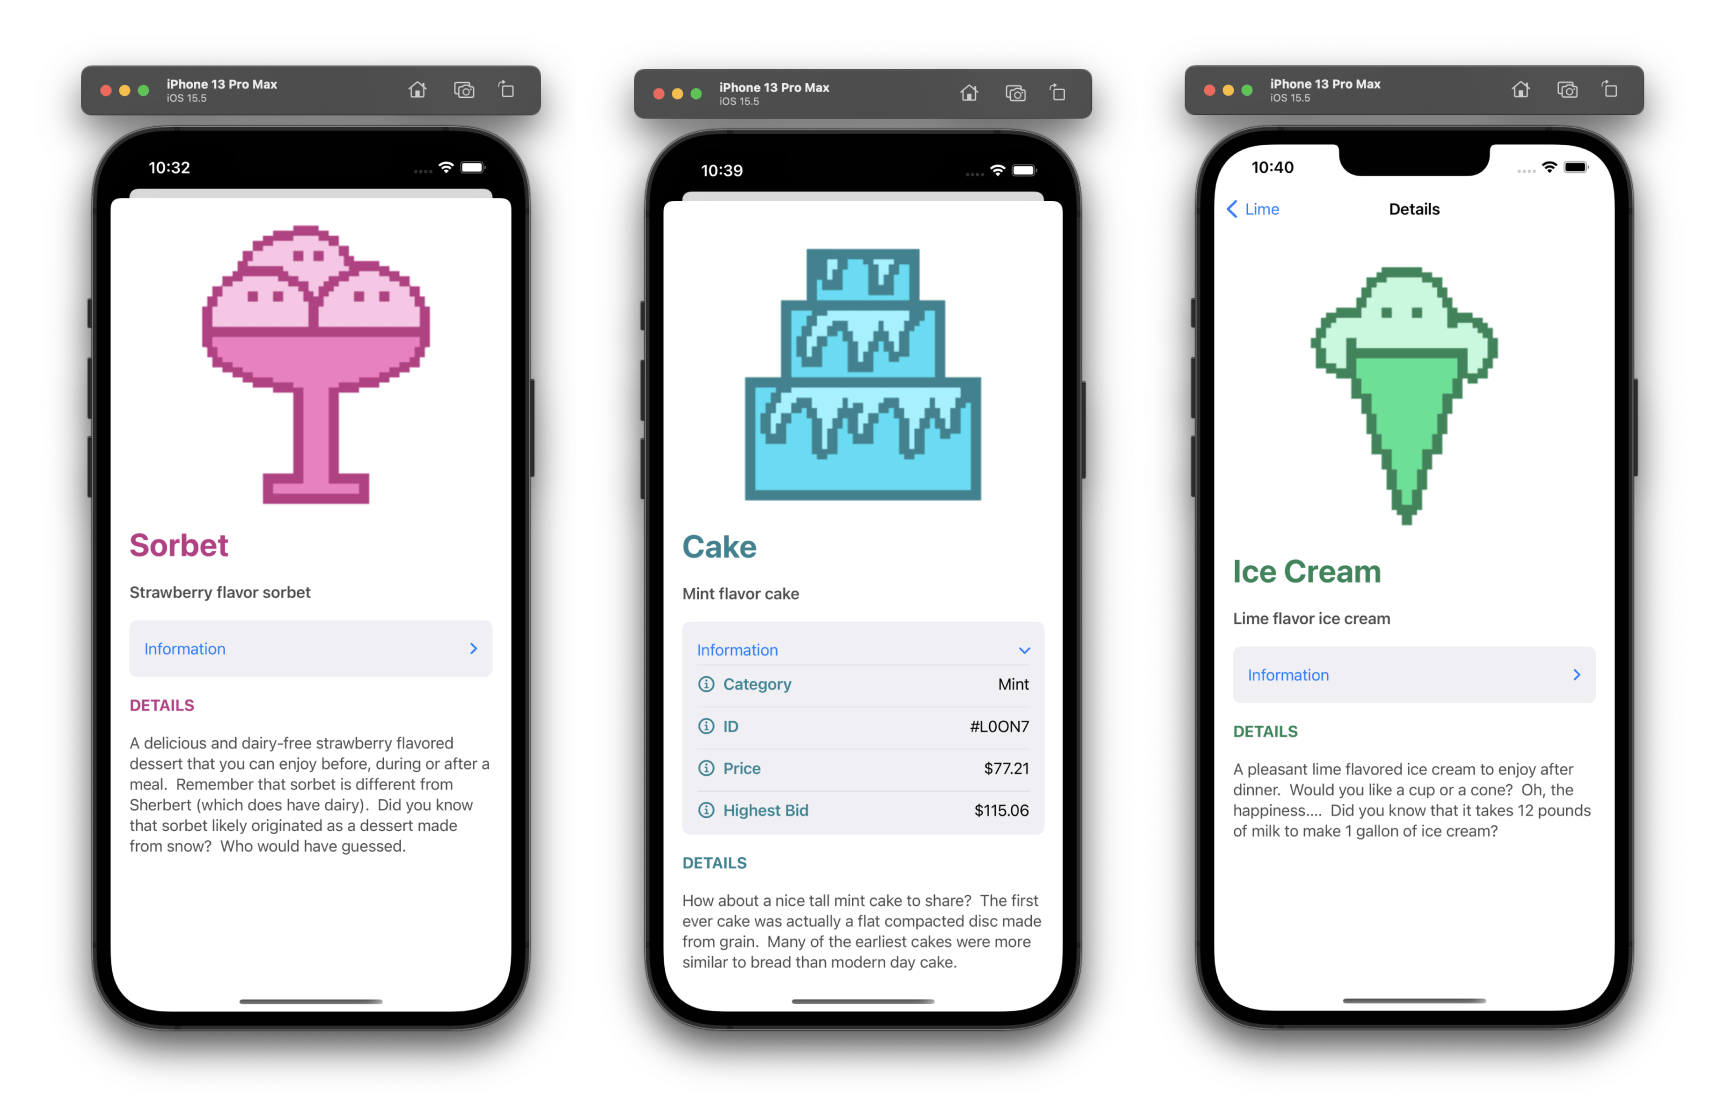 iPhone 13 Pro Max
iOS 15.5
10:32
Sorbet
Strawberry flavor sorbet
Information
DETAILS
A delicious and dairy-free strawberry flavored
dessert that you can enjoy before, during or after a
meal.  Remember that sorbet is different from
Sherbert (which does have dairy).  Did you know
that sorbet likely originated as a dessert made
from snow?  Who would have guessed.
iPhone 13 Pro Max
iOS 15.5
10:39
Cake
Mint flavor cake
Information
Category Mint
ID #L0ON7
Price $77.21
Highest Bid $115.06
DETAILS
How about a nice tall mint cake to share?  The first
ever cake was actually a flat compacted disc made
from grain.  Many of the earliest cakes were more
similar to bread than modern day cake.
iPhone 13 Pro Max
iOS 15.5
10:40
Lime Details
Ice Cream
Lime flavor ice cream
Information
DETAILS
A pleasant lime flavored ice cream to enjoy after
dinner.  Would you like a cup or a cone?  Oh, the
happiness....  Did you know that it takes 12 pounds
of milk to make 1 gallon of ice cream?